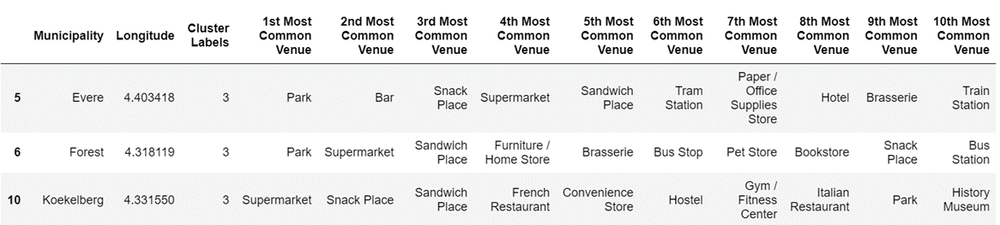 Municipality Longitude Cluster Labels 1st Most Common Venue 2nd Most Common Venue 3rd Most Common Venue 4th Most Common Venue 5th Most Common Venue 6th Most Common Venue 7th Most Common Venue 8th Most Common Venue 9th Most Common Venue 10th Most Common Venue
5 Evere 4.403418 3 Park Bar Snack Place Supermarket Sandwich Place Tram Station Paper / Office Supplies Store Hotel Brasserie Train Station
6 Forest 4.318119 3 Park Supermarket Sandwich Place Furniture / Home Store Brasserie Bus Stop Pet Store Bookstore Snack Place Bus Station
10 Koekelberg 4.331550 3 Supermarket Snack Place Sandwich Place French Restaurant Convenience Store Hostel Gym / Fitness Center Italian Restaurant Park History Museum